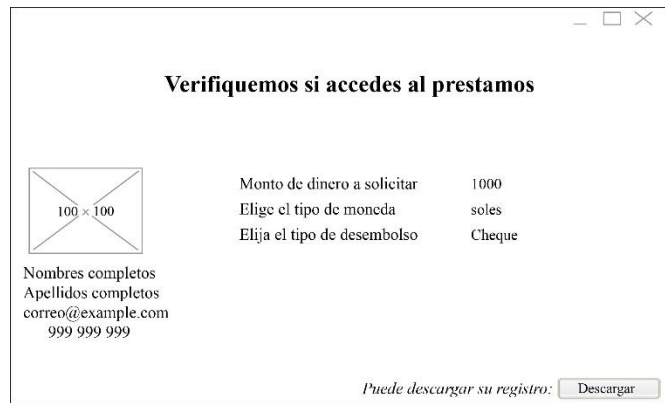 Verifiquemos si accedes al prestamos
100 × 100
Nombres completos
Apellidos completos
correo@example.com
999 999 999
Monto de dinero a solicitar 1000
Elige el tipo de moneda soles
Elija el tipo de desembolso Cheque
Puede descargar su registro: Descargar